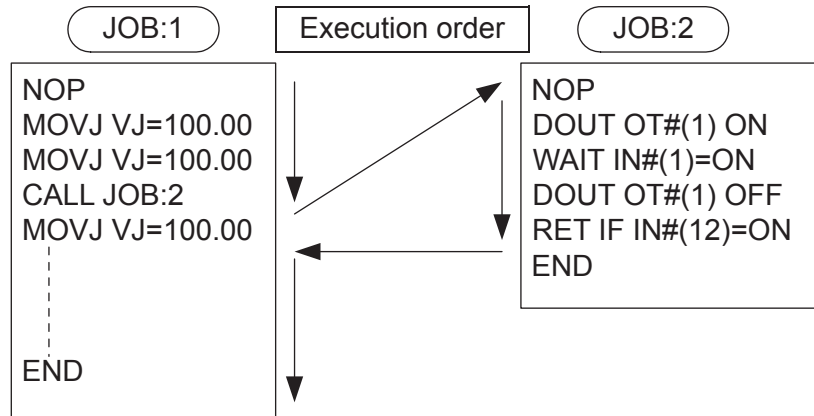 JOB:1
Execution order
JOB:2
NOP
MOVJ VJ=100.00
MOVJ VJ=100.00
CALL JOB:2
MOVJ VJ=100.00
END
NOP
DOUT OT#(1) ON
WAIT IN#(1)=ON
DOUT OT#(1) OFF
RET IF IN#(12)=ON
END